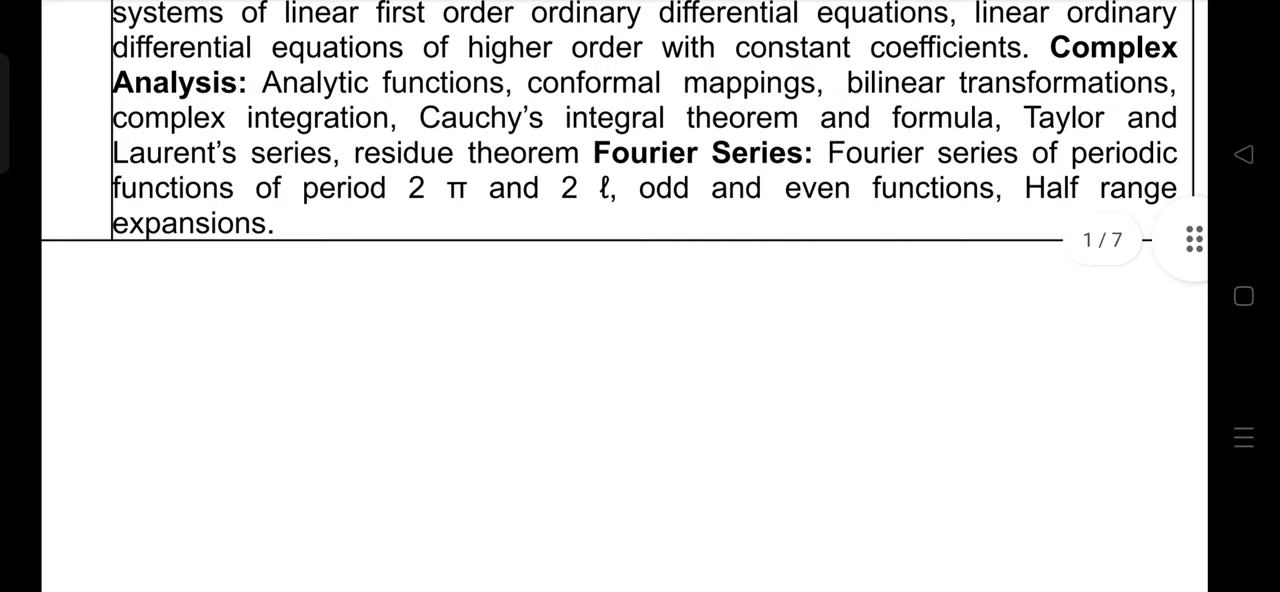 systems of linear first order ordinary differential equations, linear ordinary
differential equations of higher order with constant coefficients. Complex
Analysis: Analytic functions, conformal mappings, bilinear transformations,
complex integration, Cauchy’s integral theorem and formula, Taylor and
Laurent’s series, residue theorem Fourier Series: Fourier series of periodic
functions of period 2 π and 2 ℓ, odd and even functions, Half range
expansions.
1 / 7